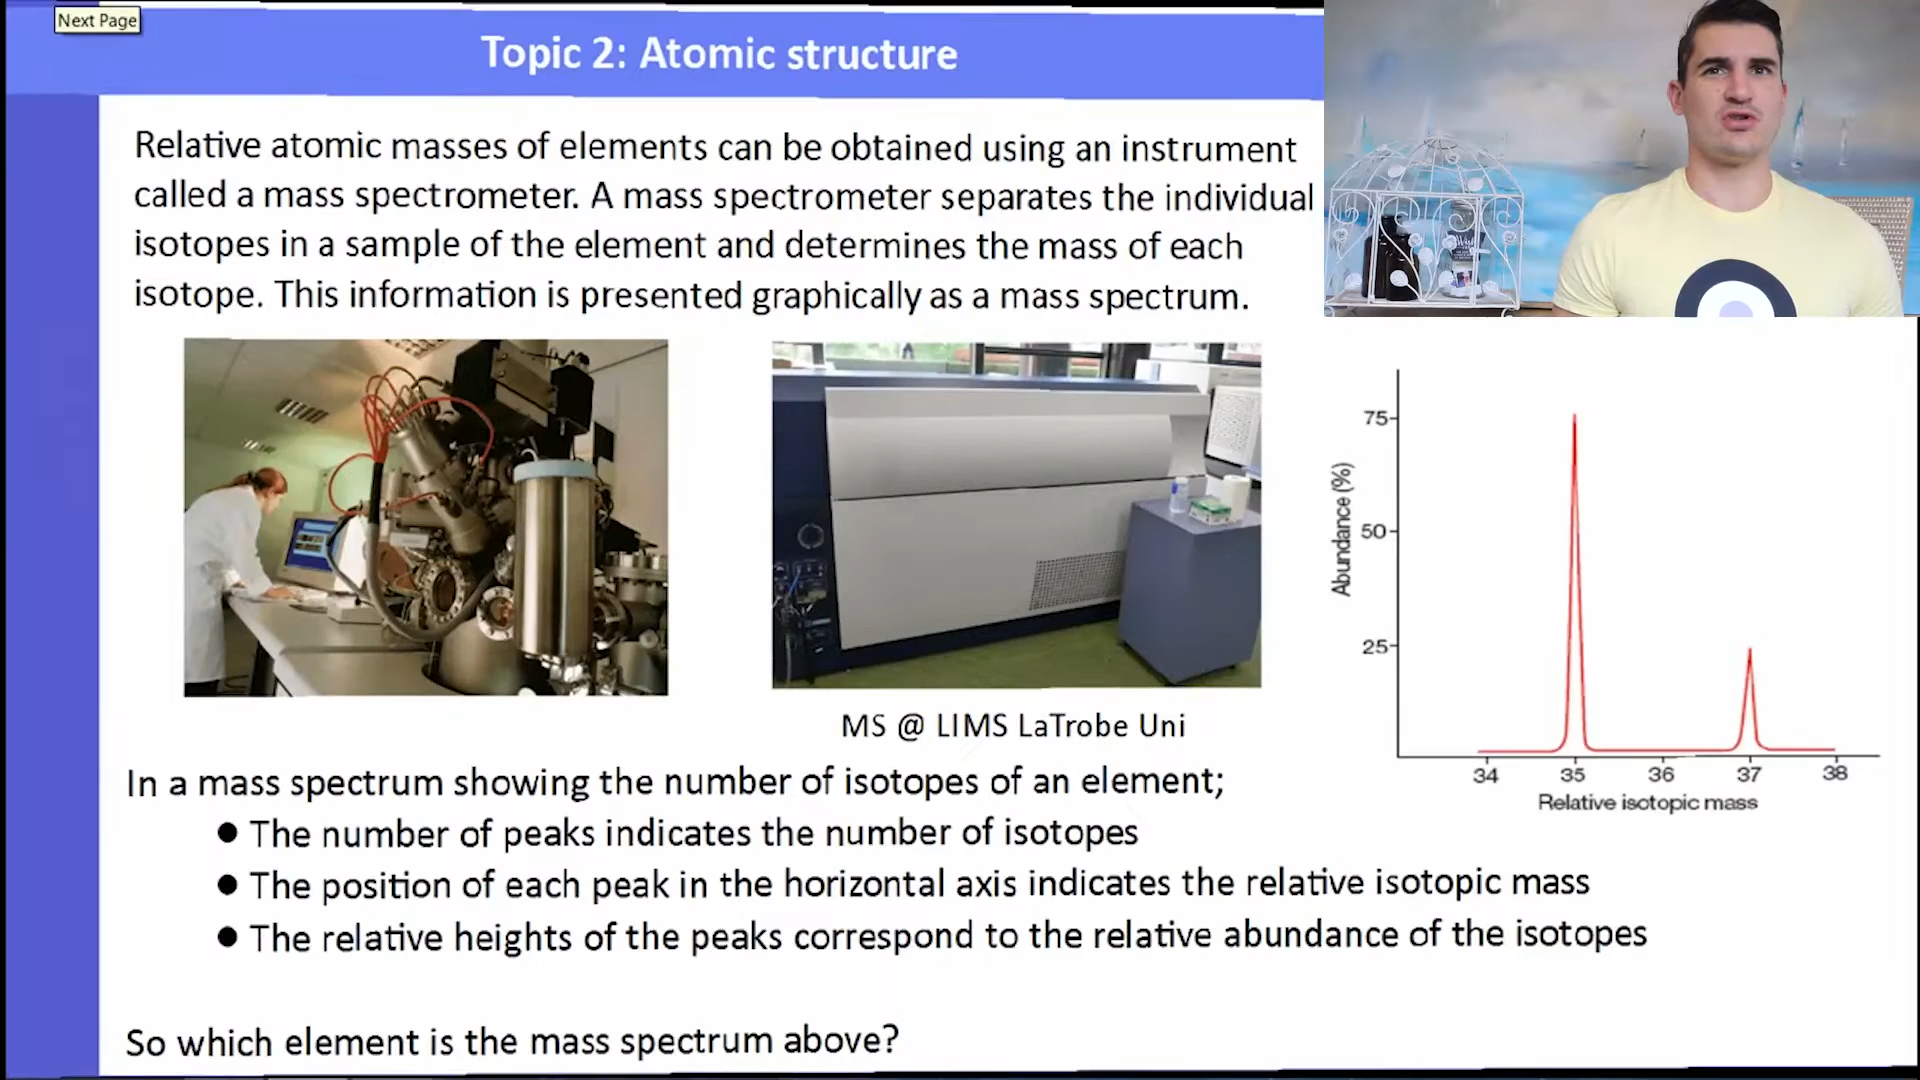 Next Page
Topic 2: Atomic structure
Relative atomic masses of elements can be obtained using an instrument
called a mass spectrometer. A mass spectrometer separates the individual
isotopes in a sample of the element and determines the mass of each
isotope. This information is presented graphically as a mass spectrum.
MS @ LIMS LaTrobe Uni
Abundance (%)
75
50
25
34 35 36 37 38
Relative isotopic mass
In a mass spectrum showing the number of isotopes of an element;
● The number of peaks indicates the number of isotopes
● The position of each peak in the horizontal axis indicates the relative isotopic mass
● The relative heights of the peaks correspond to the relative abundance of the isotopes
So which element is the mass spectrum above?